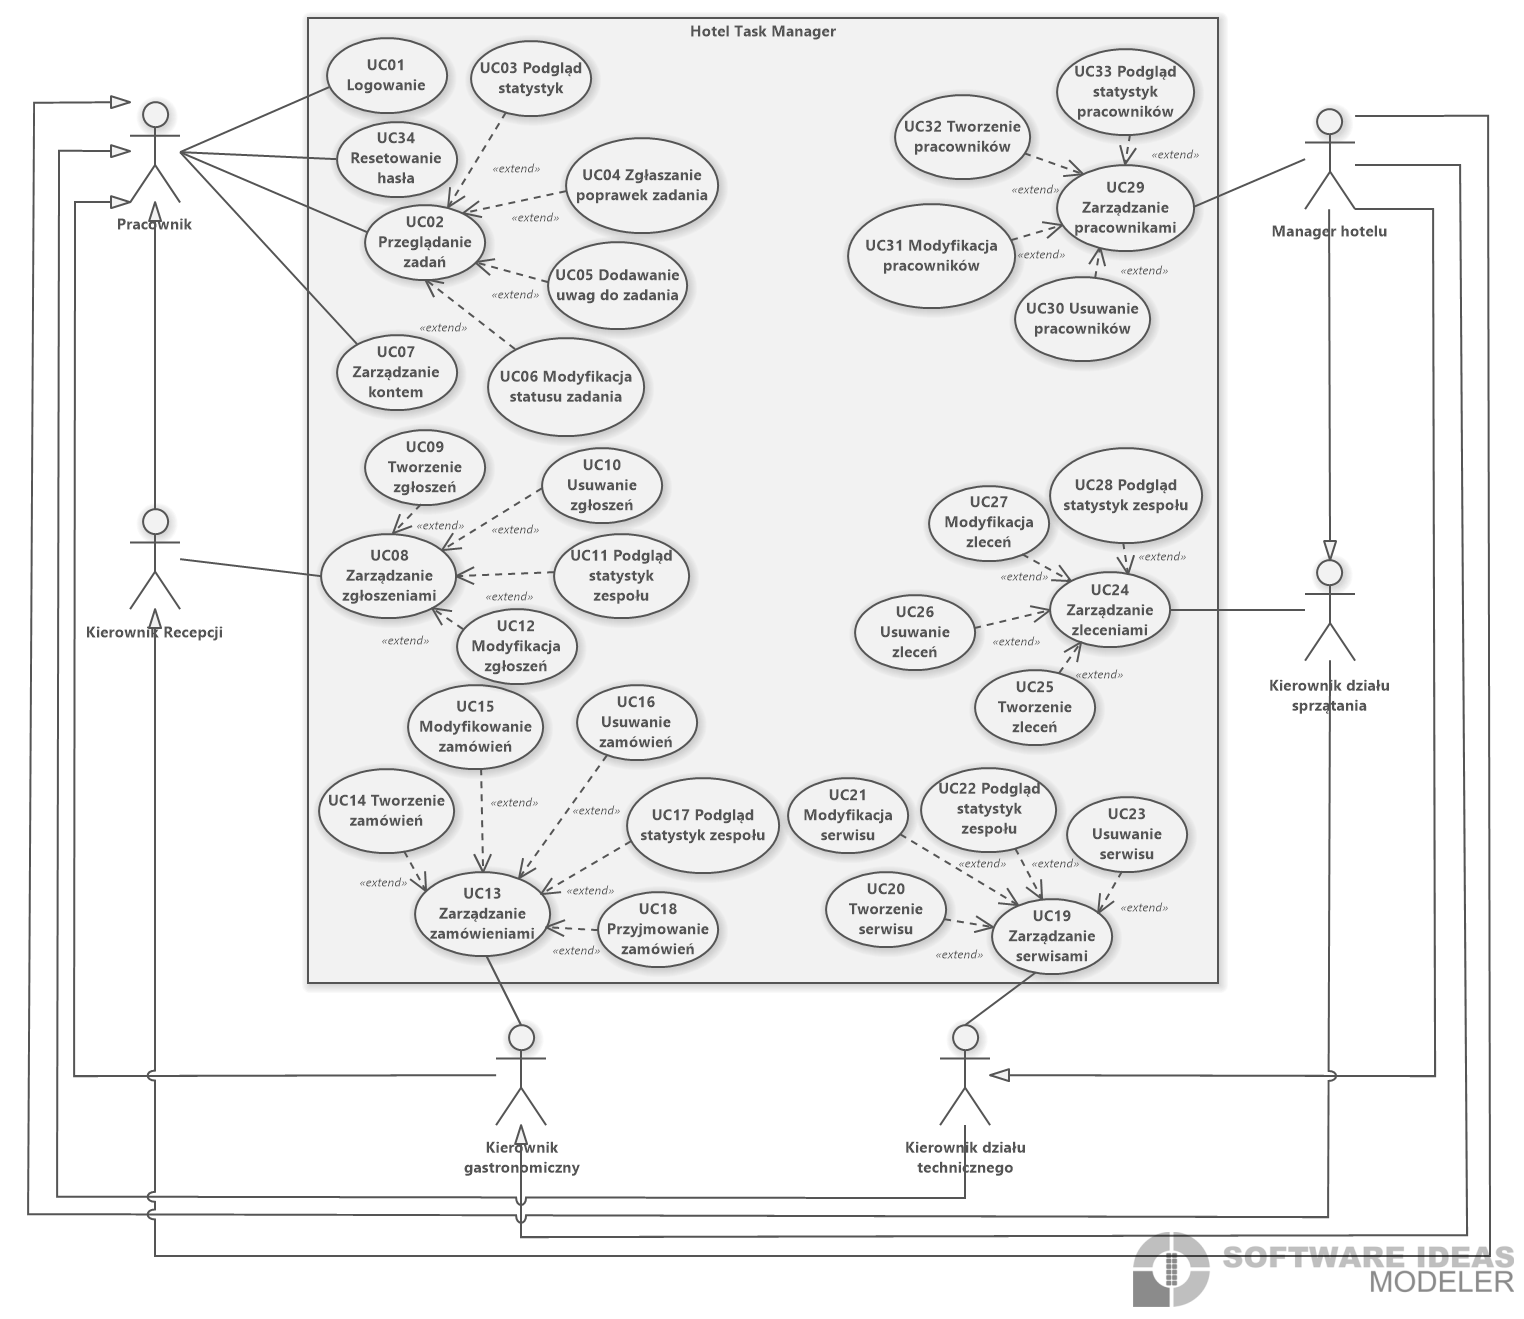 Hotel Task Manager
UC01
Logowanie
UC03 Podgląd
statystyk
UC34
Resetowanie
hasła
«extend»
UC04 Zgłaszanie
poprawek zadania
«extend»
UC02
Przeglądanie
zadań
UC05 Dodawanie
uwag do zadania
«extend»
«extend»
UC07
Zarządzanie
kontem
UC06 Modyfikacja
statusu zadania
Pracownik
UC33 Podgląd
statystyk
pracowników
UC32 Tworzenie
pracowników
«extend»
«extend»
UC29
Zarządzanie
pracownikami
UC31 Modyfikacja
pracowników
«extend»
«extend»
UC30 Usuwanie
pracowników
Manager hotelu
UC09
Tworzenie
zgłoszeń
UC10
Usuwanie
zgłoszeń
«extend»
«extend»
UC08
Zarządzanie
zgłoszeniami
UC11 Podgląd
statystyk
zespołu
«extend»
UC12
Modyfikacja
zgłoszeń
«extend»
Kierownik Recepcji
UC28 Podgląd
statystyk zespołu
UC27
Modyfikacja
zleceń
«extend»
«extend»
UC24
Zarządzanie
zleceniami
UC26
Usuwanie
zleceń
«extend»
«extend»
UC25
Tworzenie
zleceń
Kierownik działu
sprzątania
UC15
Modyfikowanie
zamówień
UC16
Usuwanie
zamówień
UC14 Tworzenie
zamówień
«extend»
«extend»
UC17 Podgląd
statystyk zespołu
«extend»
«extend»
UC13
Zarządzanie
zamówieniami
UC18
Przyjmowanie
zamówień
«extend»
UC21
Modyfikacja
serwisu
UC22 Podgląd
statystyk
zespołu
UC23
Usuwanie
serwisu
«extend»
«extend»
«extend»
UC20
Tworzenie
serwisu
«extend»
UC19
Zarządzanie
serwisami
Kierownik
gastronomiczny
Kierownik działu
technicznego
SOFTWARE IDEAS
MODELER